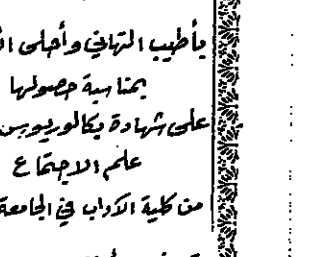 بأطيب التهاني وأحلى
بمناسبة حصولها
على شهادة بكالوريوس
علم الاجتماع
من كلية الآداب في الجامعة